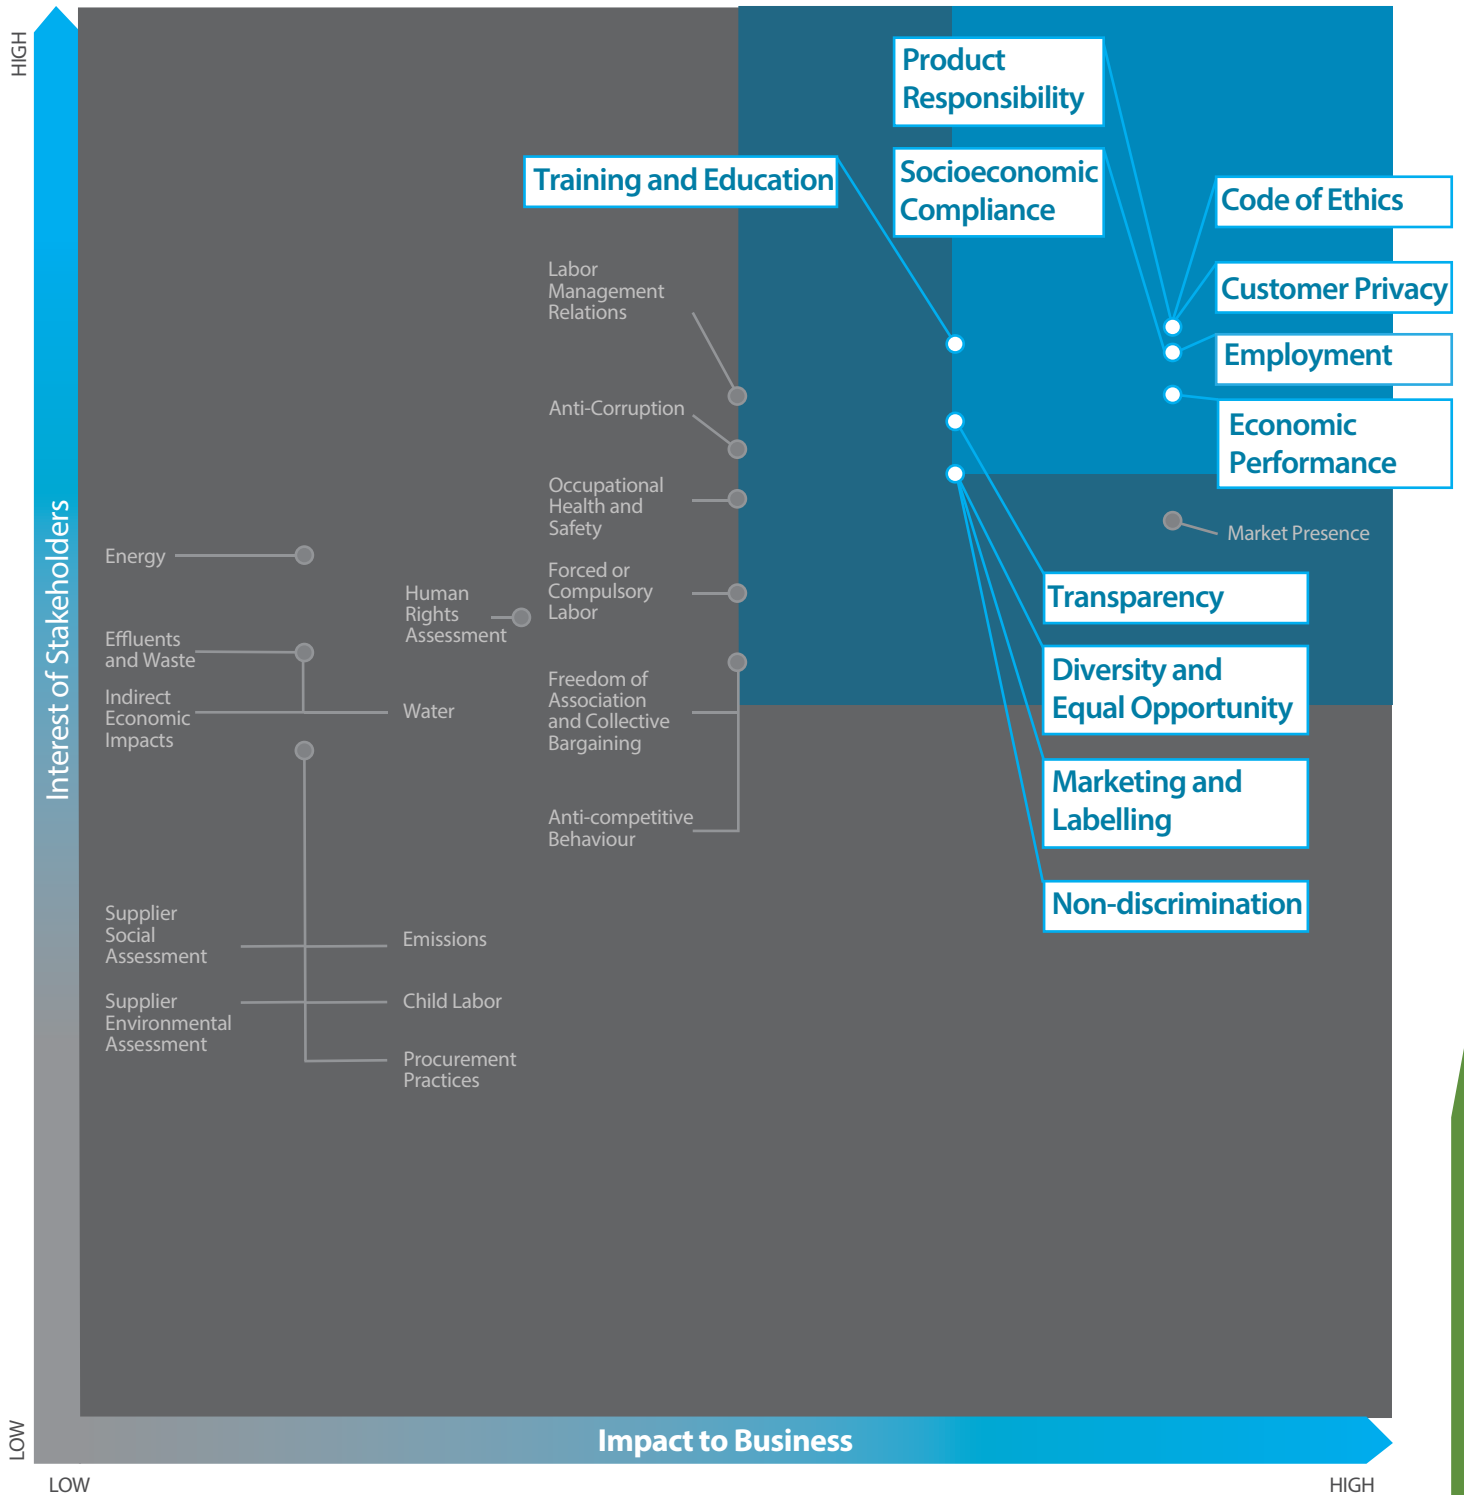 HIGH
Interest of Stakeholders
LOW
Product
Responsibility
Training and Education
Socioeconomic
Compliance
Code of Ethics
Customer Privacy
Employment
Economic
Performance
Labor
Management
Relations
Anti-Corruption
Occupational
Health and
Safety
Market Presence
Energy
Human
Rights
Assessment
Forced or
Compulsory
Labor
Transparency
Effluents
and Waste
Indirect
Economic
Impacts
Water
Freedom of
Association
and Collective
Bargaining
Diversity and
Equal Opportunity
Marketing and
Labelling
Anti-competitive
Behaviour
Non-discrimination
Supplier
Social
Assessment
Emissions
Supplier
Environmental
Assessment
Child Labor
Procurement
Practices
Impact to Business
LOW
HIGH